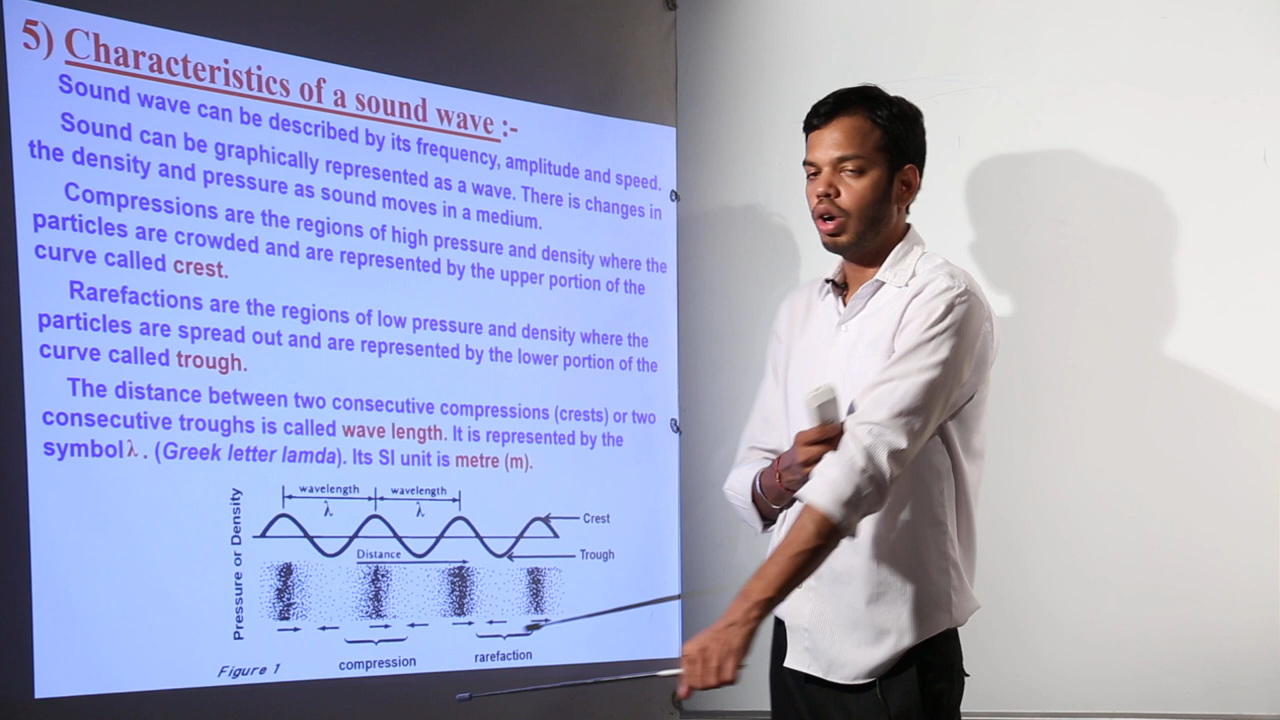 5) Characteristics of a sound wave :-
Sound wave can be described by its frequency, amplitude and speed.
Sound can be graphically represented as a wave. There is changes in
the density and pressure as sound moves in a medium.
Compressions are the regions of high pressure and density where the
particles are crowded and are represented by the upper portion of the
curve called crest.
Rarefactions are the regions of low pressure and density where the
particles are spread out and are represented by the lower portion of the
curve called trough.
The distance between two consecutive compressions (crests) or two
consecutive troughs is called wave length. It is represented by the
symbol λ . (Greek letter lamda). Its SI unit is metre (m).
wavelength wavelength
λ λ
Crest
Trough
Distance
Pressure or Density
compression rarefaction
Figure 1